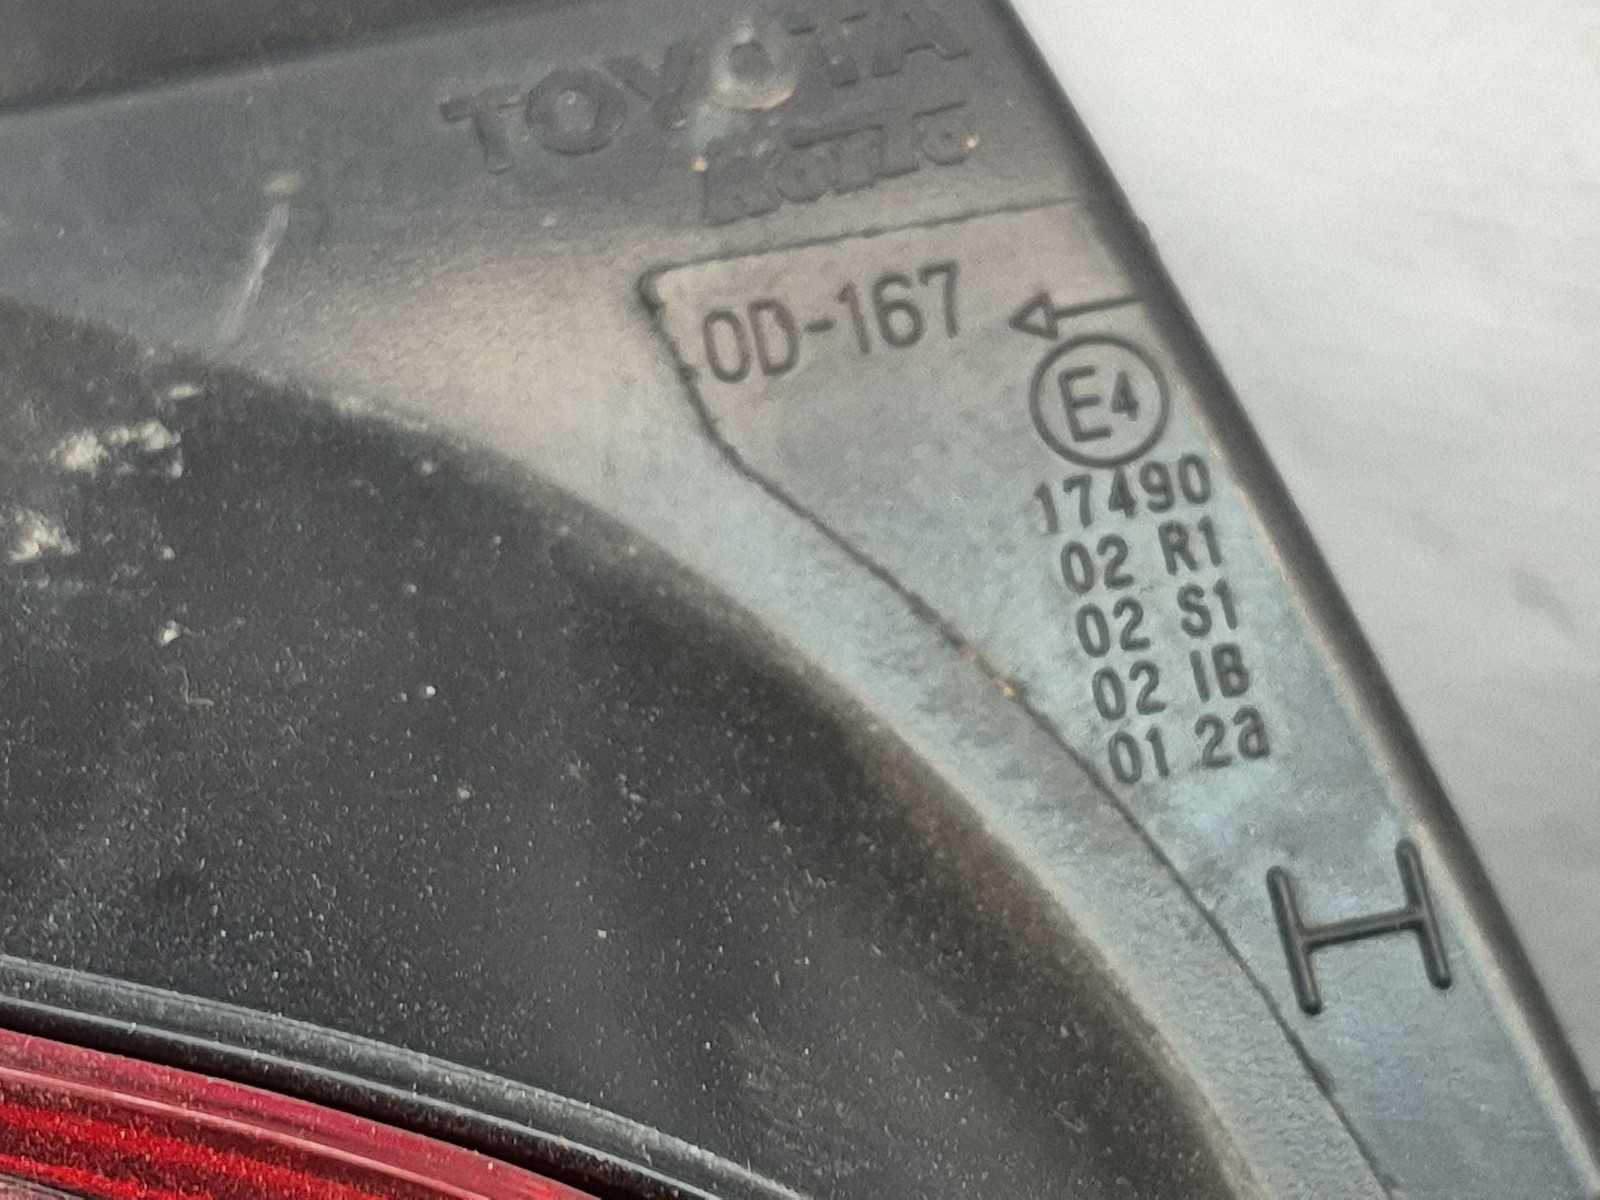 TOYOTA
KOITO
0D-167
E4
17490
02 R1
02 S1
02 IB
01 2a
H